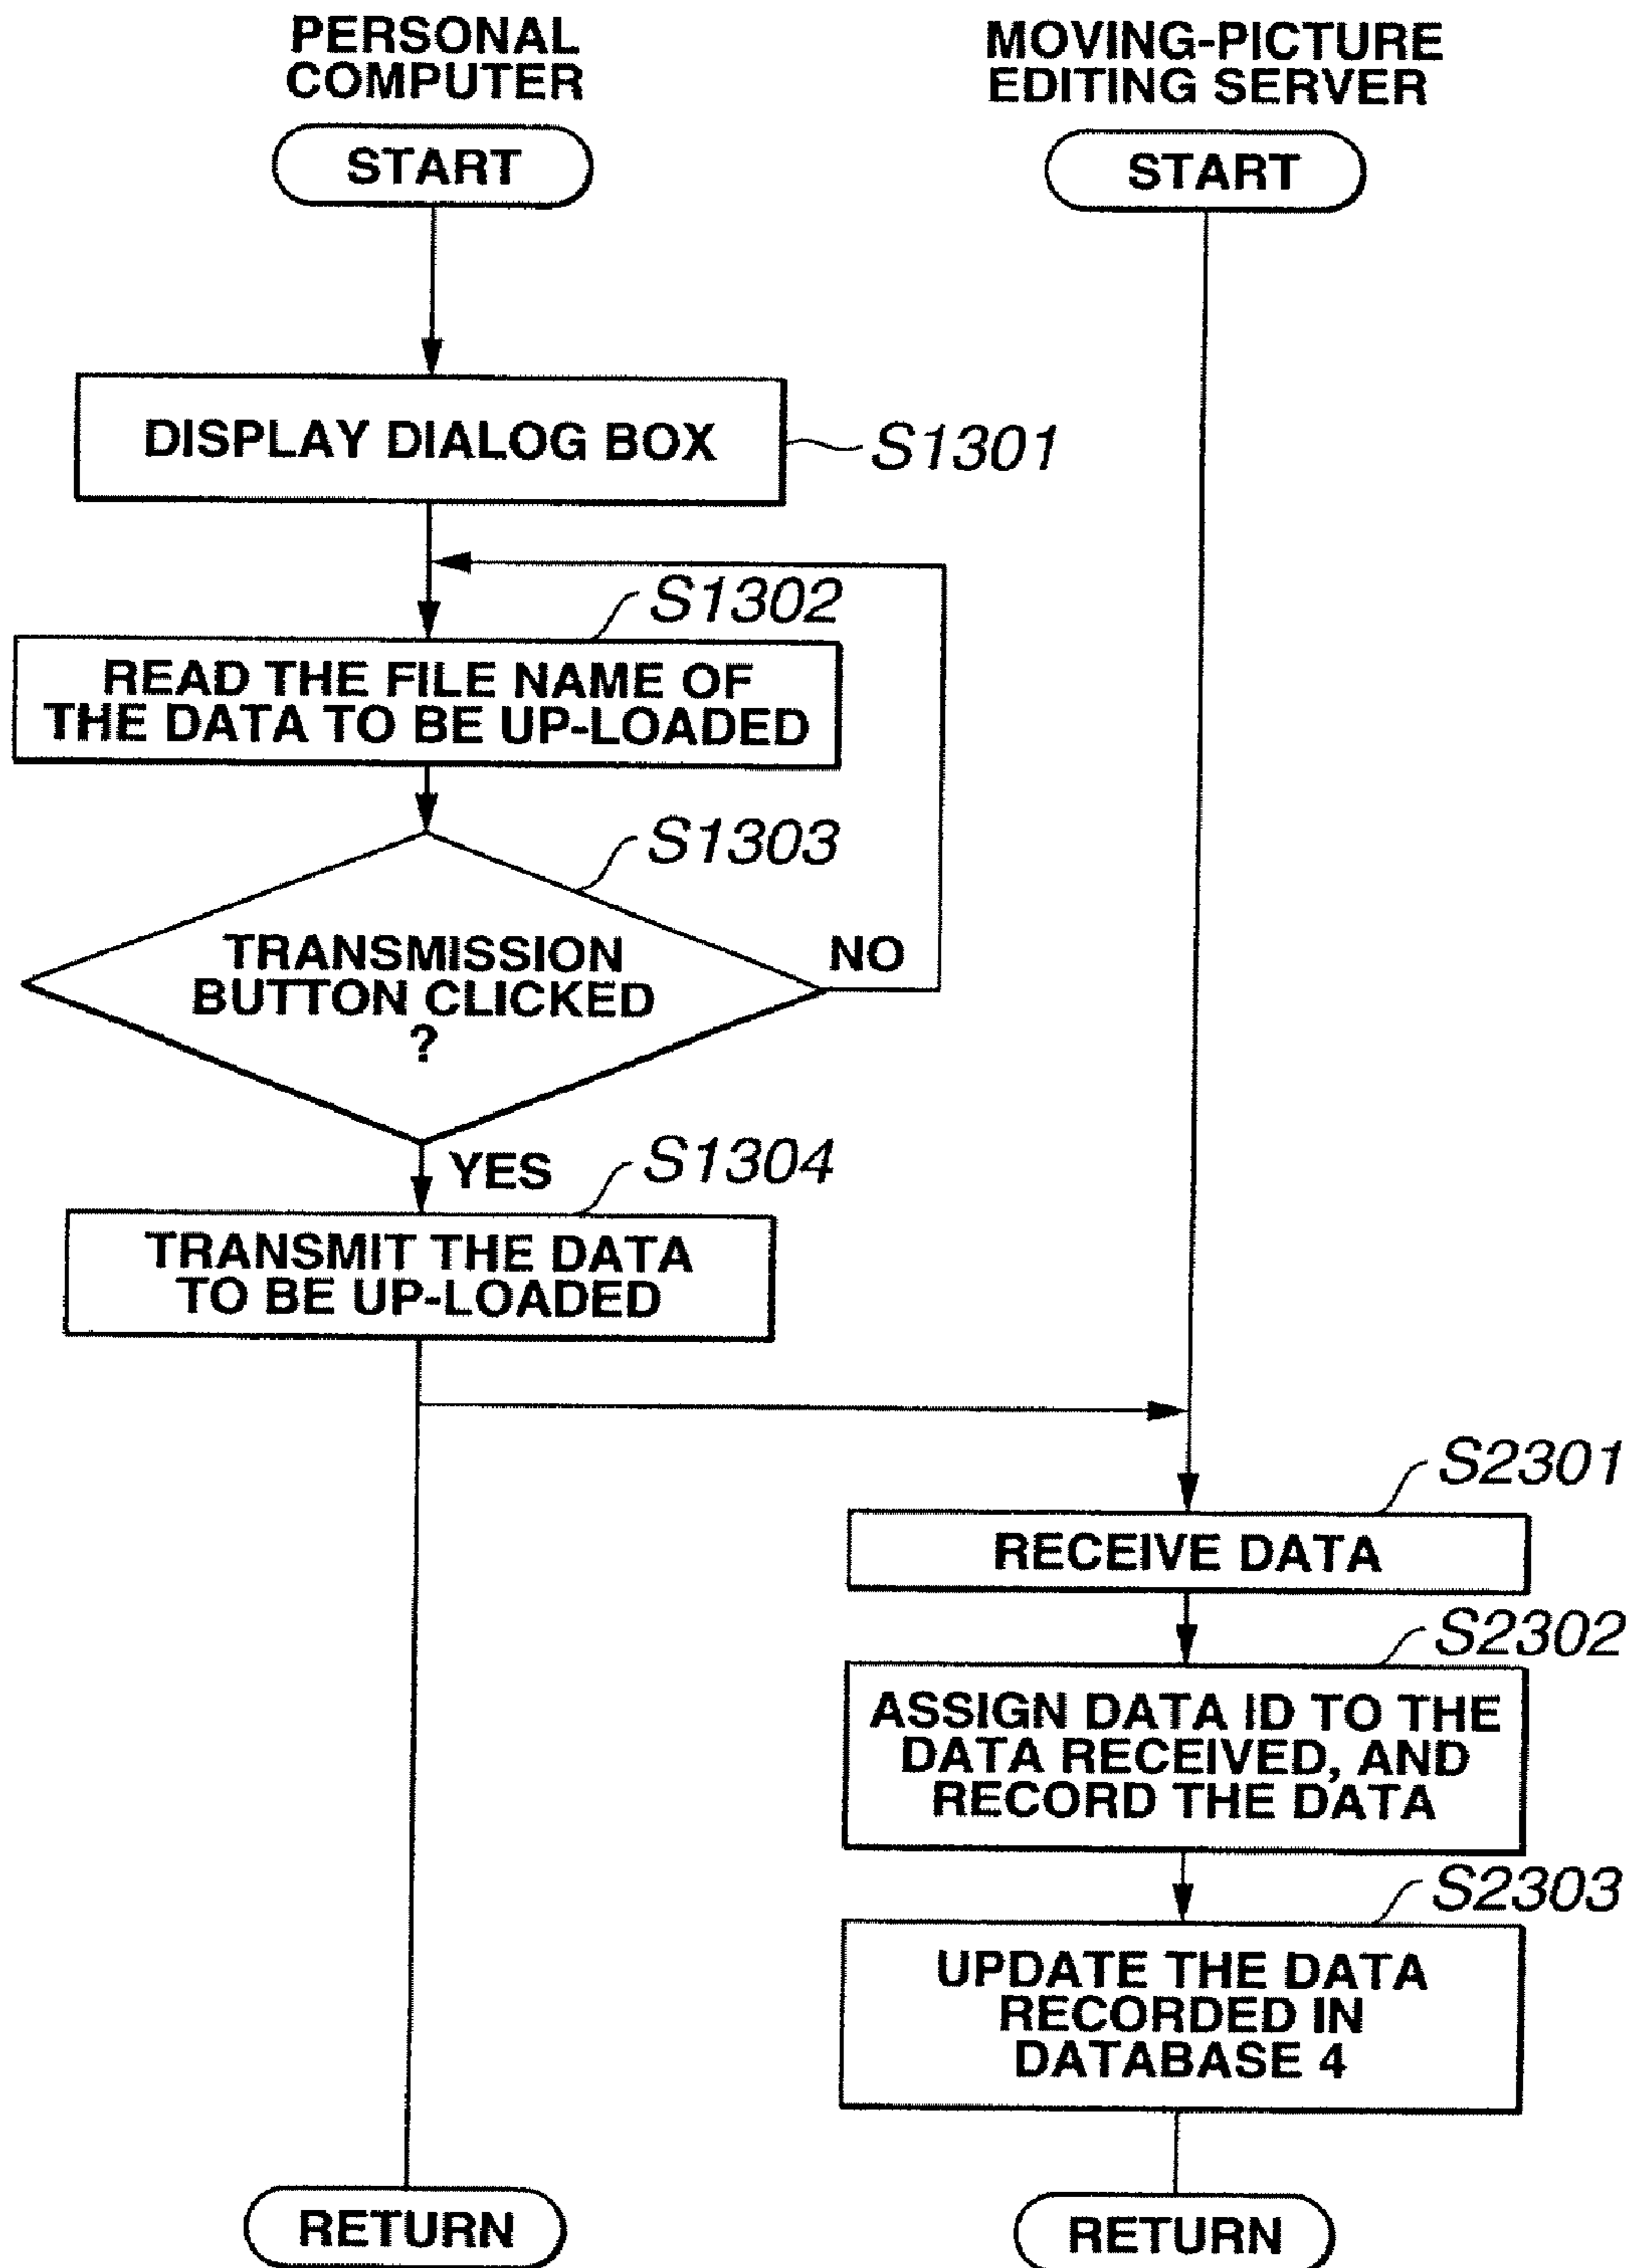 PERSONAL
COMPUTER
MOVING-PICTURE
EDITING SERVER
START
START
DISPLAY DIALOG BOX
S1301
S1302
READ THE FILE NAME OF
THE DATA TO BE UP-LOADED
S1303
TRANSMISSION
BUTTON CLICKED
?
NO
YES
S1304
TRANSMIT THE DATA
TO BE UP-LOADED
S2301
RECEIVE DATA
S2302
ASSIGN DATA ID TO THE
DATA RECEIVED, AND
RECORD THE DATA
S2303
UPDATE THE DATA
RECORDED IN
DATABASE 4
RETURN
RETURN